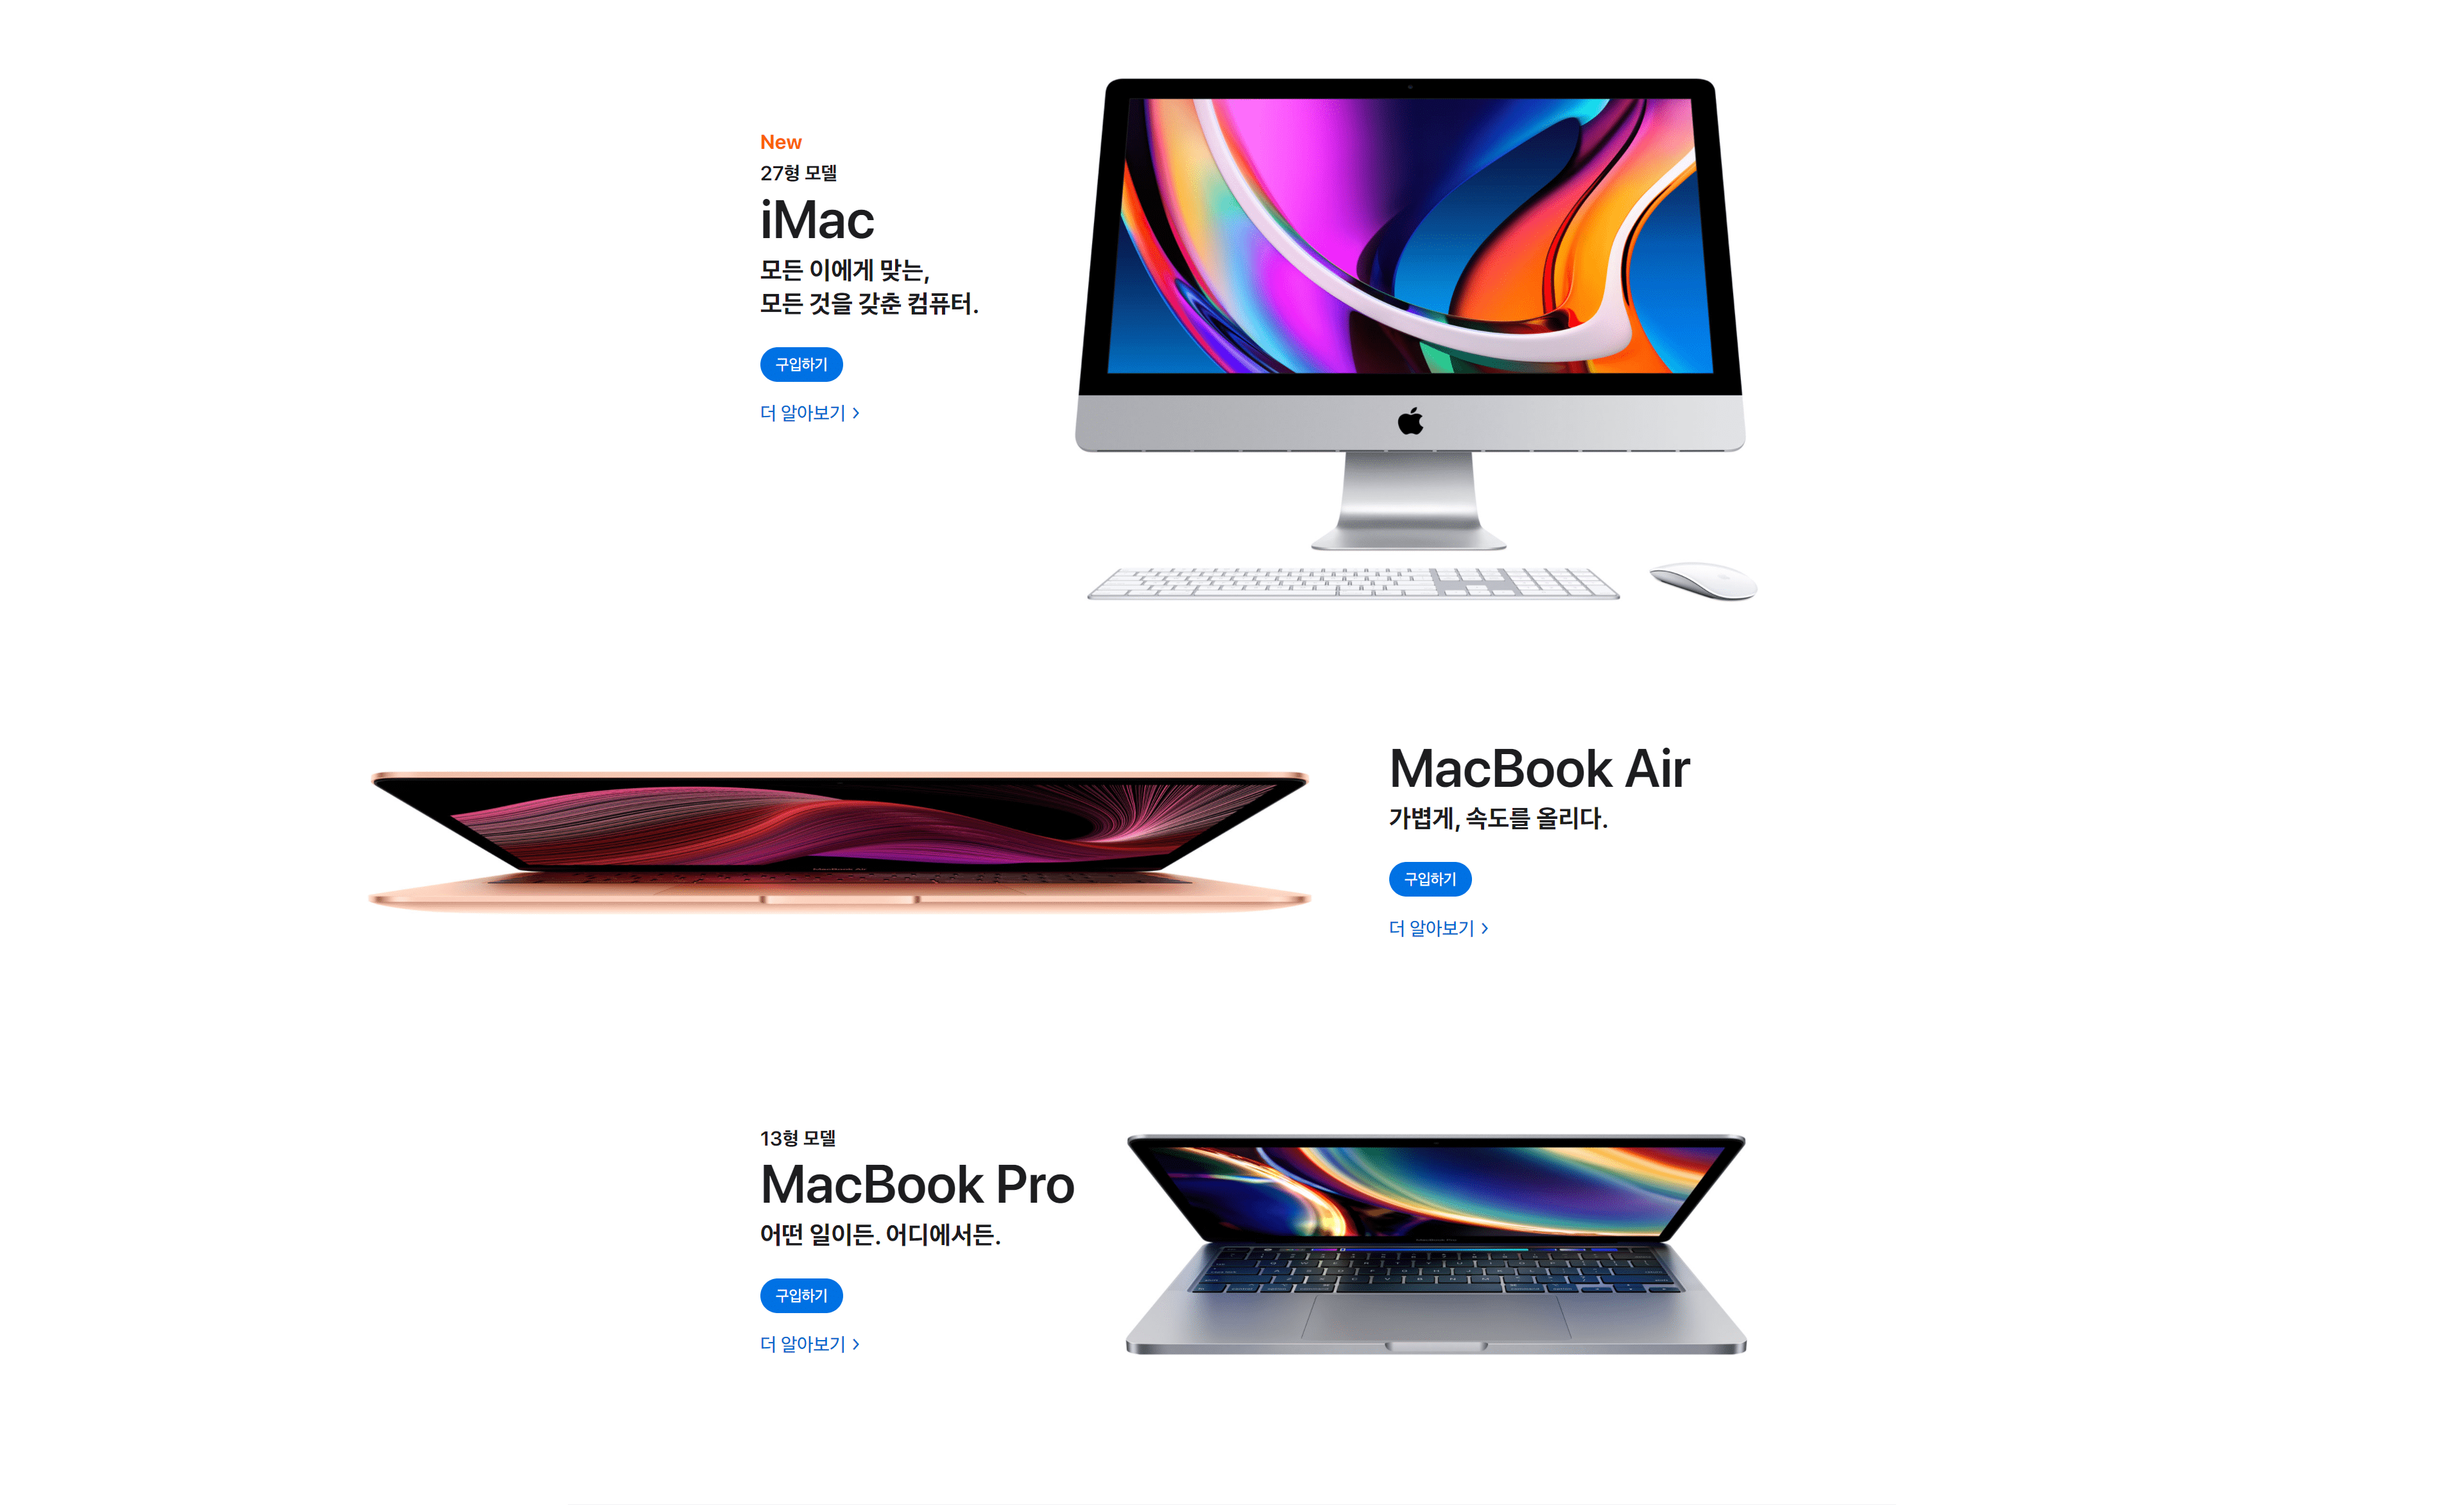 New
27형 모델
iMac
모든 이에게 맞는,
모든 것을 갖춘 컴퓨터.
구입하기
더 알아보기 >
MacBook Air
가볍게, 속도를 올리다.
구입하기
더 알아보기 >
13형 모델
MacBook Pro
어떤 일이든. 어디에서든.
구입하기
더 알아보기 >